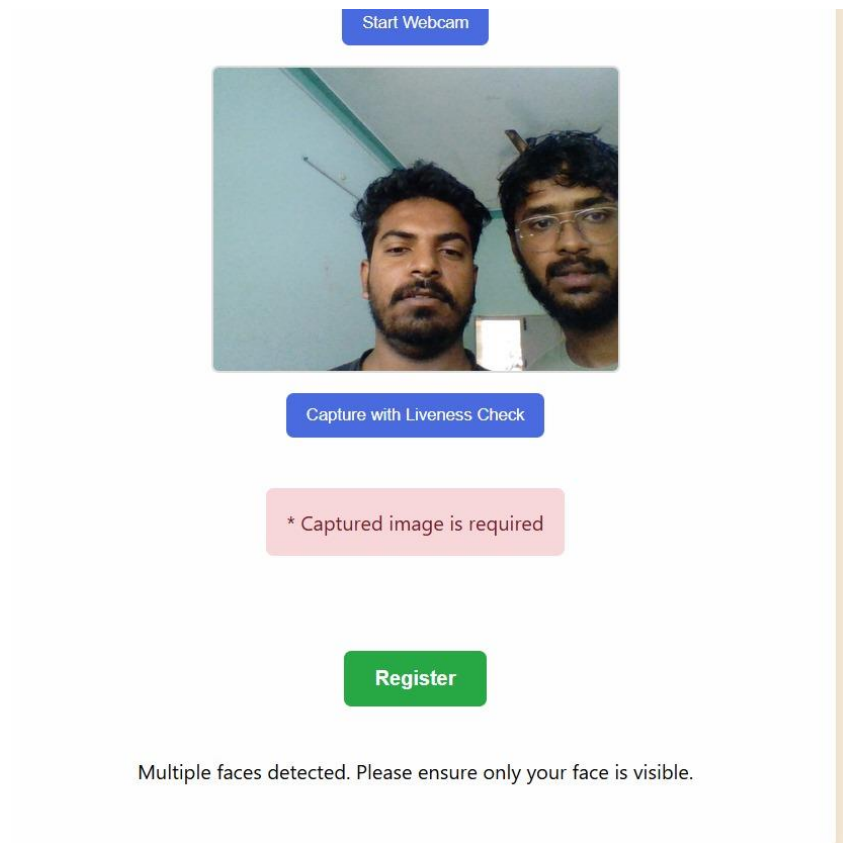 Start Webcam
Capture with Liveness Check
* Captured image is required
Register
Multiple faces detected. Please ensure only your face is visible.